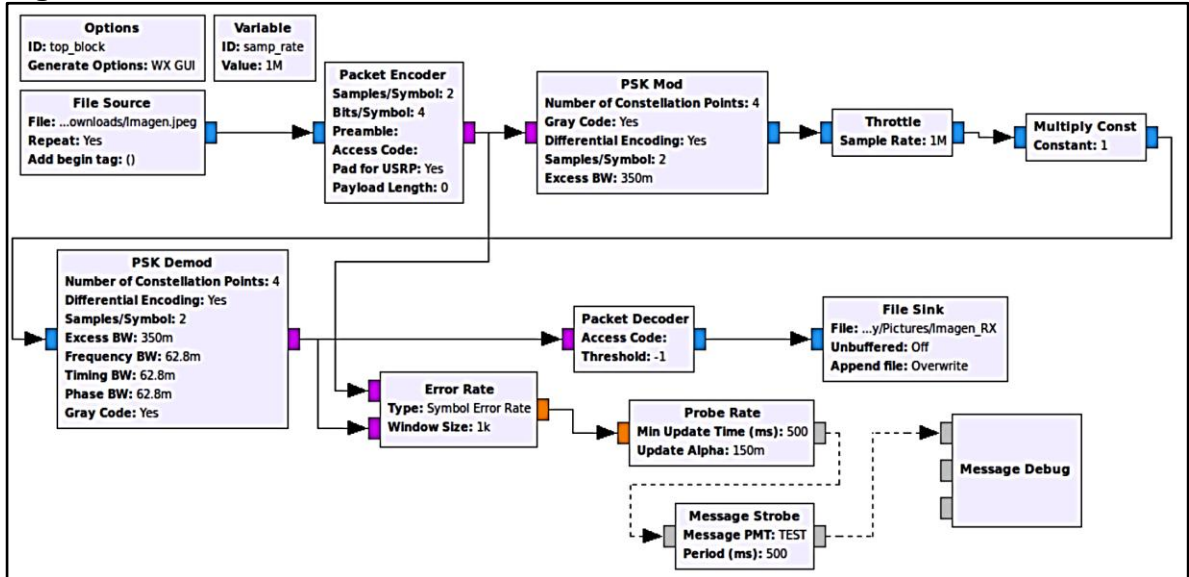 Options
ID: top_block
Generate Options: WX GUI
Variable
ID: samp_rate
Value: 1M
File Source
File: ...ownloads/Imagen.jpeg
Repeat: Yes
Add begin tag: ()
Packet Encoder
Samples/Symbol: 2
Bits/Symbol: 4
Preamble:
Access Code:
Pad for USRP: Yes
Payload Length: 0
PSK Mod
Number of Constellation Points: 4
Gray Code: Yes
Differential Encoding: Yes
Samples/Symbol: 2
Excess BW: 350m
Throttle
Sample Rate: 1M
Multiply Const
Constant: 1
PSK Demod
Number of Constellation Points: 4
Differential Encoding: Yes
Samples/Symbol: 2
Excess BW: 350m
Frequency BW: 62.8m
Timing BW: 62.8m
Phase BW: 62.8m
Gray Code: Yes
Packet Decoder
Access Code:
Threshold: -1
File Sink
File: ...y/Pictures/Imagen_RX
Unbuffered: Off
Append file: Overwrite
Error Rate
Type: Symbol Error Rate
Window Size: 1k
Probe Rate
Min Update Time (ms): 500
Update Alpha: 150m
Message Debug
Message Strobe
Message PMT: TEST
Period (ms): 500